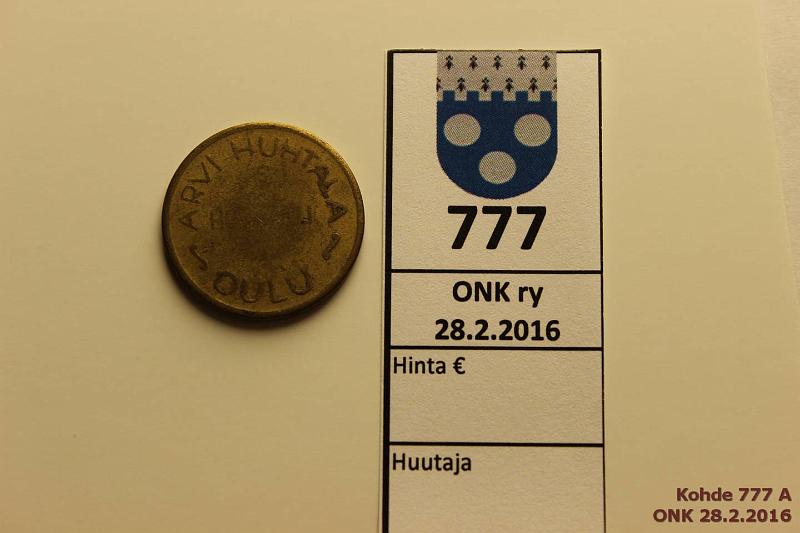 ARVI HUHTALA
OULU
777
ONK ry
28.2.2016
Hinta €
Huutaja
Kohde 777 A
ONK 28.2.2016